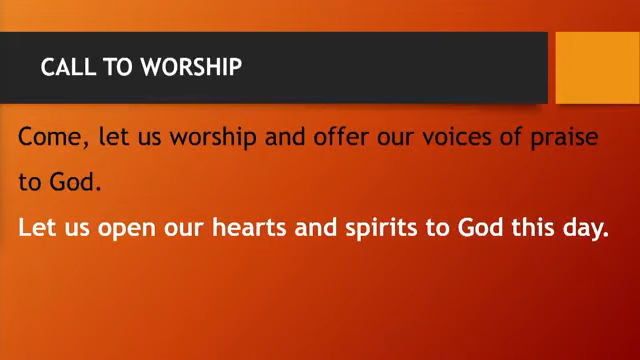 CALL TO WORSHIP
Come, let us worship and offer our voices of praise
to God.
Let us open our hearts and spirits to God this day.